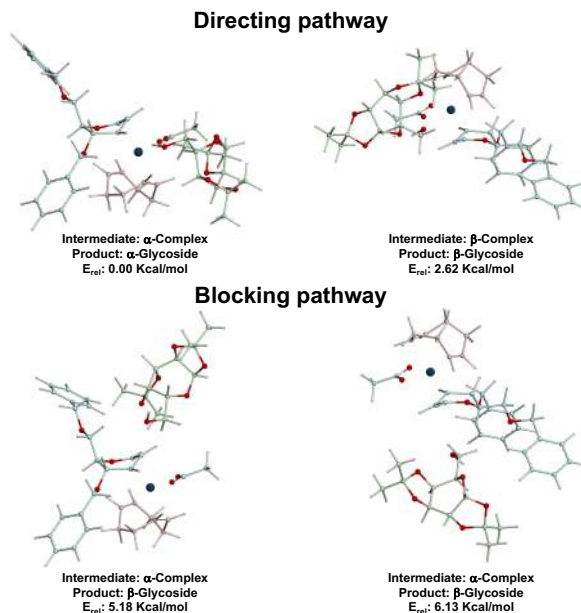 Directing pathway
Intermediate: α-Complex
Product: α-Glycoside
Erel: 0.00 Kcal/mol
Intermediate: β-Complex
Product: β-Glycoside
Erel: 2.62 Kcal/mol
Blocking pathway
Intermediate: α-Complex
Product: β-Glycoside
Erel: 5.18 Kcal/mol
Intermediate: α-Complex
Product: β-Glycoside
Erel: 6.13 Kcal/mol